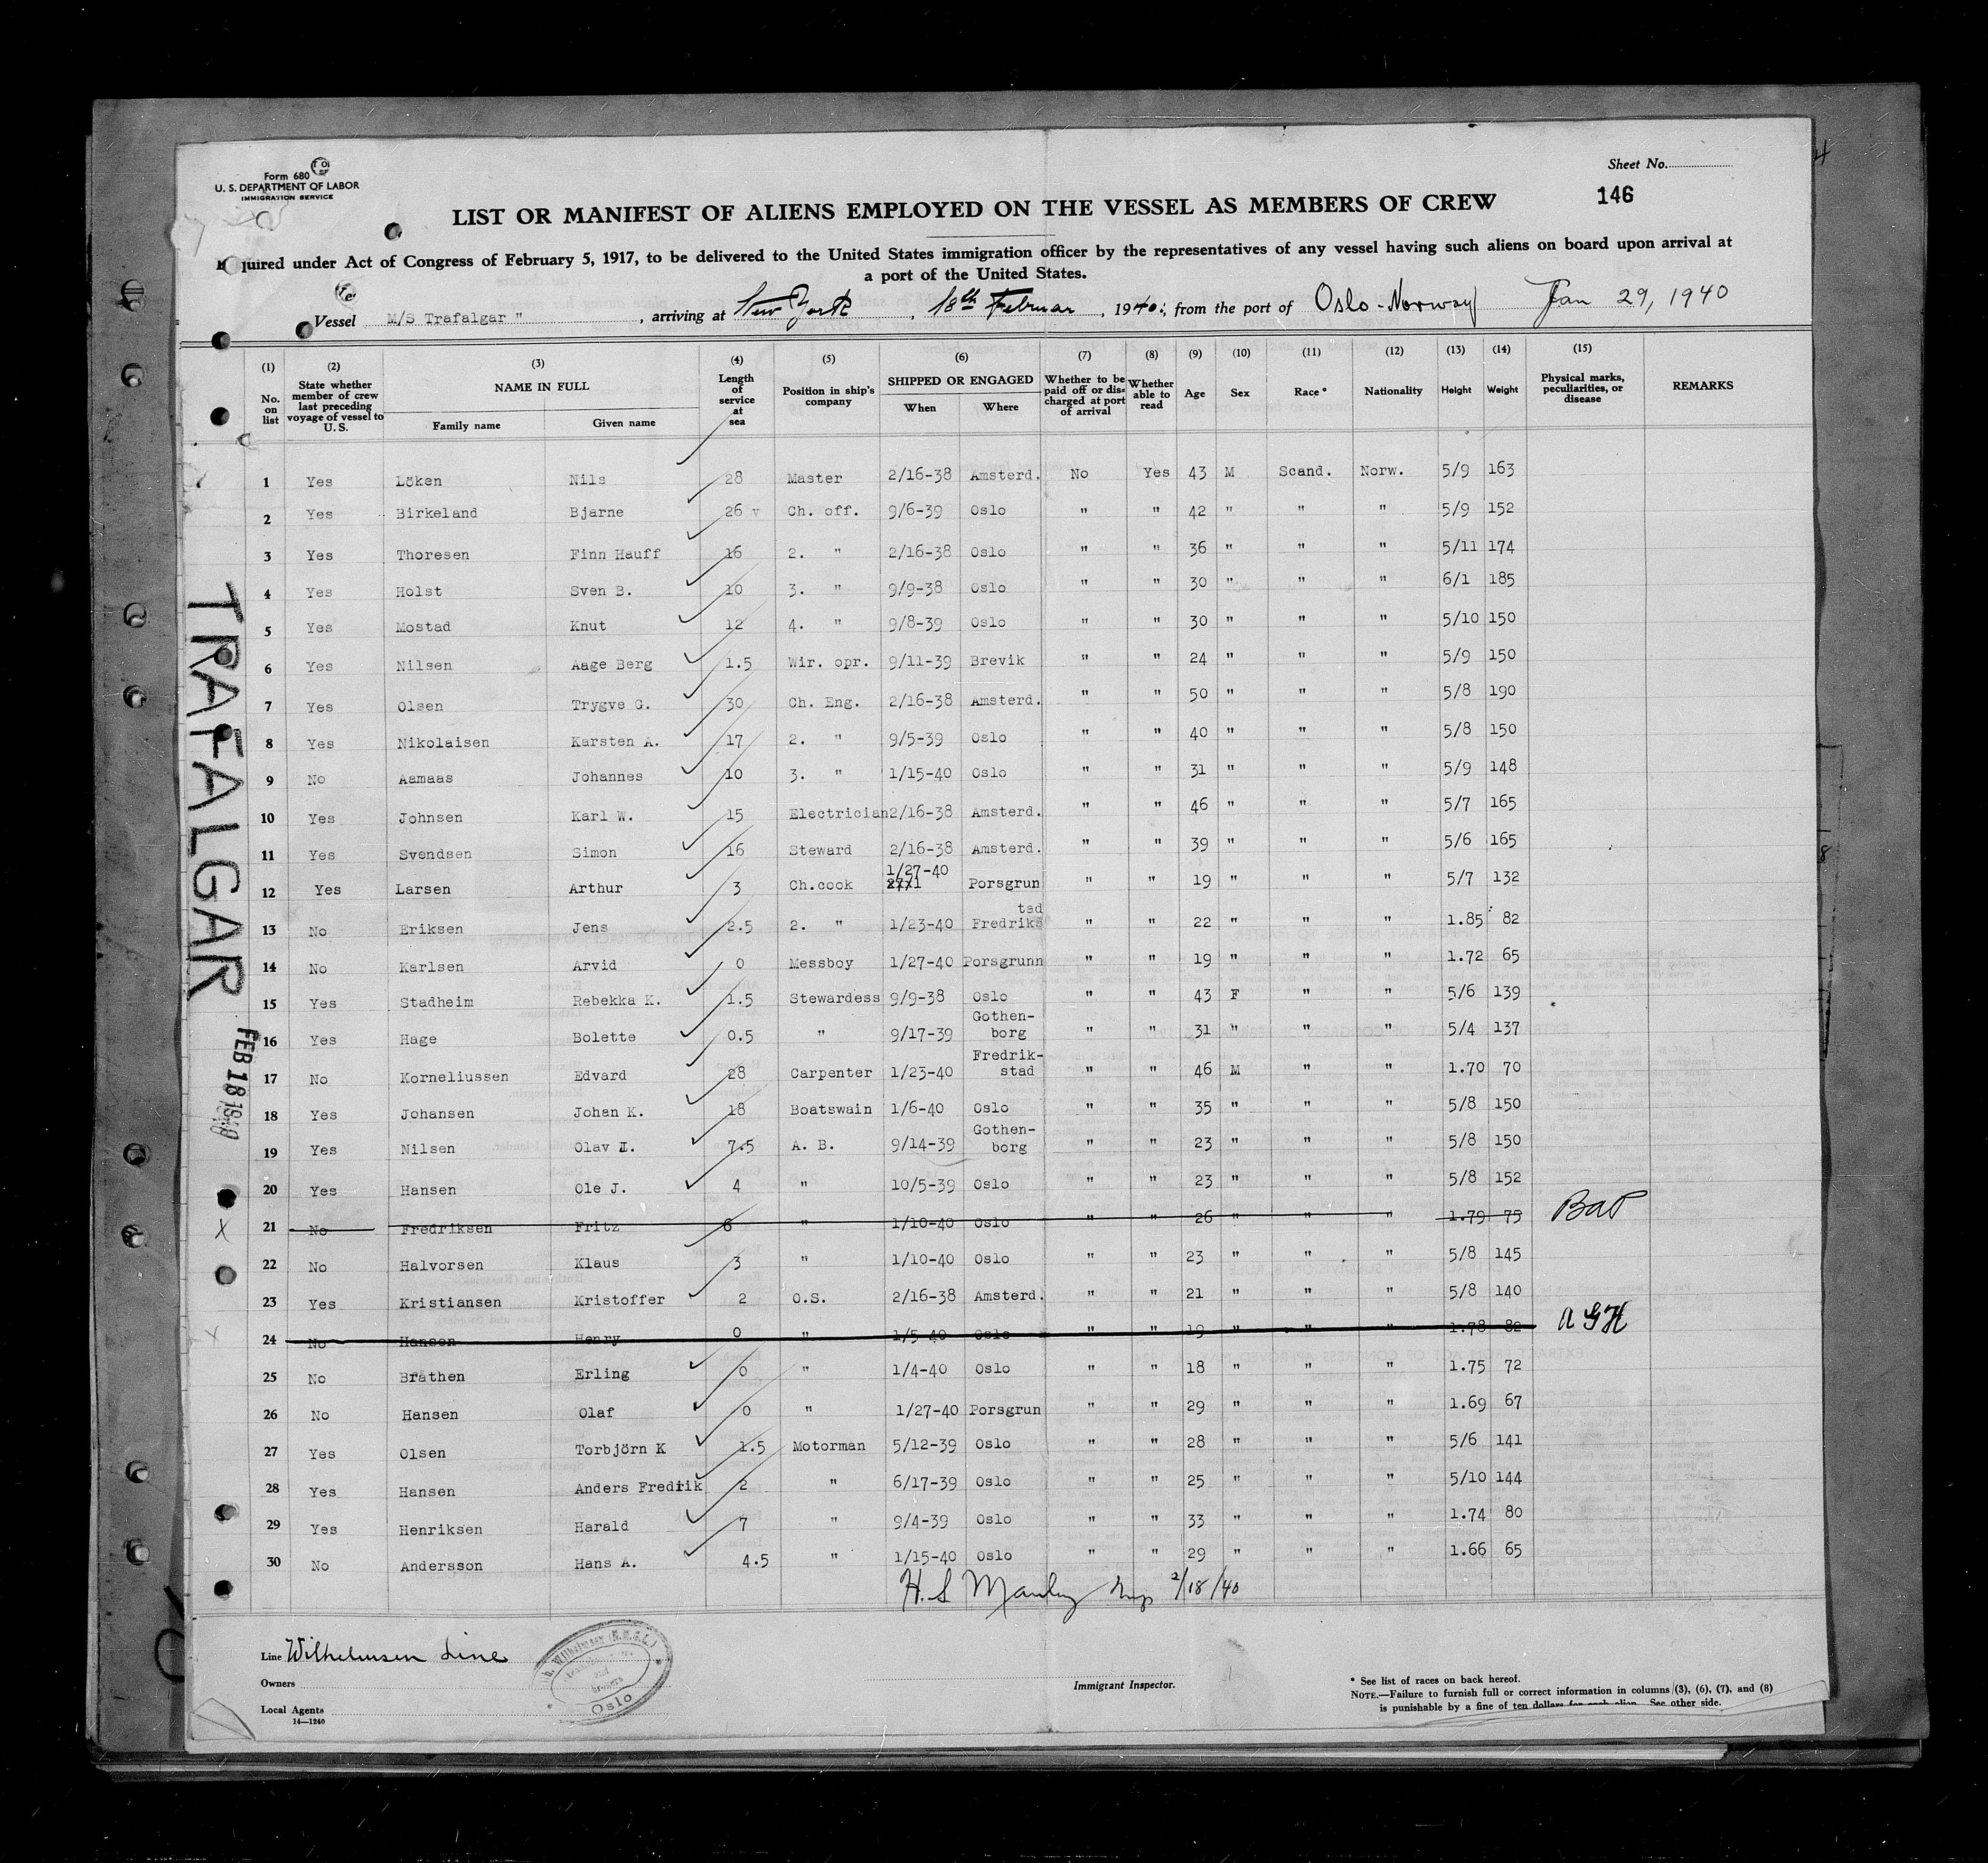 Form 680
U. S. DEPARTMENT OF LABOR
IMMIGRATION SERVICE
Sheet No.
146
LIST OR MANIFEST OF ALIENS EMPLOYED ON THE VESSEL AS MEMBERS OF CREW
quired under Act of Congress of February 5, 1917, to be delivered to the United States immigration officer by the representatives of any vessel having such aliens on board upon arrival at
a port of the United States.
Vessel M/S Trafalgar " , arriving at New York , 18th Februar , 1940 , from the port of Oslo - Norway Jan 29, 1940
(1) No. on list (2) State whether member of crew last preceding voyage of vessel to U. S. (3) NAME IN FULL Family name Given name (4) Length of service at sea (5) Position in ship's company (6) SHIPPED OR ENGAGED When Where (7) Whether to be paid off or discharged at port of arrival (8) Whether able to read (9) Age (10) Sex (11) Race * (12) Nationality (13) Height (14) Weight (15) Physical marks, peculiarities, or disease REMARKS
1 Yes Löken Nils 28 Master 2/16-38 Amsterd. No Yes 43 M Scand. Norw. 5/9 163
2 Yes Birkeland Bjarne 26 v Ch. off. 9/6-39 Oslo " " 42 " " " 5/9 152
3 Yes Thoresen Finn Hauff 16 2. " 2/16-38 Oslo " " 36 " " " 5/11 174
4 Yes Holst Sven B. 10 3. " 9/9-38 Oslo " " 30 " " " 6/1 185
5 Yes Mostad Knut 12 4. " 9/8-39 Oslo " " 30 " " " 5/10 150
6 Yes Nilsen Aage Berg 1.5 Wir. opr. 9/11-39 Brevik " " 24 " " " 5/9 150
7 Yes Olsen Trygve G. 30 Ch. Eng. 2/16-38 Amsterd. " " 50 " " " 5/8 190
8 Yes Nikolaisen Karsten A. 17 2. " 9/5-39 Oslo " " 40 " " " 5/8 150
9 No Aamaas Johannes 10 3. " 1/15-40 Oslo " " 31 " " " 5/9 148
10 Yes Johnsen Karl W. 15 Electrician 2/16-38 Amsterd. " " 46 " " " 5/7 165
11 Yes Svendsen Simon 16 Steward 2/16-38 Amsterd. " " 39 " " " 5/6 165
12 Yes Larsen Arthur 3 Ch.cook 1/27-40 Porsgrun " " 19 " " " 5/7 132
13 No Eriksen Jens 2.5 2. " 1/23-40 Fredriks tad " " 22 " " " 1.85 82
14 No Karlsen Arvid 0 Messboy 1/27-40 Porsgrunn " " 19 " " " 1.72 65
15 Yes Stadheim Rebekka K. 1.5 Stewardess 9/9-38 Oslo " " 43 F " " 5/6 139
16 Yes Hage Bolette 0.5 " 9/17-39 Gothen-borg " " 31 " " " 5/4 137
17 No Korneliussen Edvard 28 Carpenter 1/23-40 Fredrik-stad " " 46 M " " 1.70 70
18 Yes Johansen Johan K. 18 Boatswain 1/6-40 Oslo " " 35 " " " 5/8 150
19 Yes Nilsen Olav L. 7.5 A. B. 9/14-39 Gothen-borg " " 23 " " " 5/8 150
20 Yes Hansen Ole J. 4 " 10/5-39 Oslo " " 23 " " " 5/8 152
X 21 No Fredriksen Fritz 6 " 1/10-40 Oslo " " 26 " " " 1.79 75
22 No Halvorsen Klaus 3 " 1/10-40 Oslo " " 23 " " " 5/8 145
23 Yes Kristiansen Kristoffer 2 O.S. 2/16-38 Amsterd. " " 21 " " " 5/8 140
X 24 No Hansen Henry 0 " 1/5-40 Oslo " " 19 " " " 1.78 82
25 No Bråthen Erling 0 " 1/4-40 Oslo " " 18 " " " 1.75 72
26 No Hansen Olaf 0 " 1/27-40 Porsgrun " " 29 " " " 1.69 67
27 Yes Olsen Torbjörn K 1.5 Motorman 5/12-39 Oslo " " 28 " " " 5/6 141
28 Yes Hansen Anders Fredrik 2 " 6/17-39 Oslo " " 25 " " " 5/10 144
29 Yes Henriksen Harald 7 " 9/4-39 Oslo " " 33 " " " 1.74 80
30 No Andersson Hans A. 4.5 " 1/15-40 Oslo " " 29 " " " 1.66 65
TRAFALGAR
FEB 18 1940
2/18/40
Line Wilhelmsen Line
Owners
Local Agents
14—1240
Oslo
Immigrant Inspector.
* See list of races on back hereof.
NOTE.—Failure to furnish full or correct information in columns (3), (6), (7), and (8)
is punishable by a fine of ten dollars for each alien. See other side.